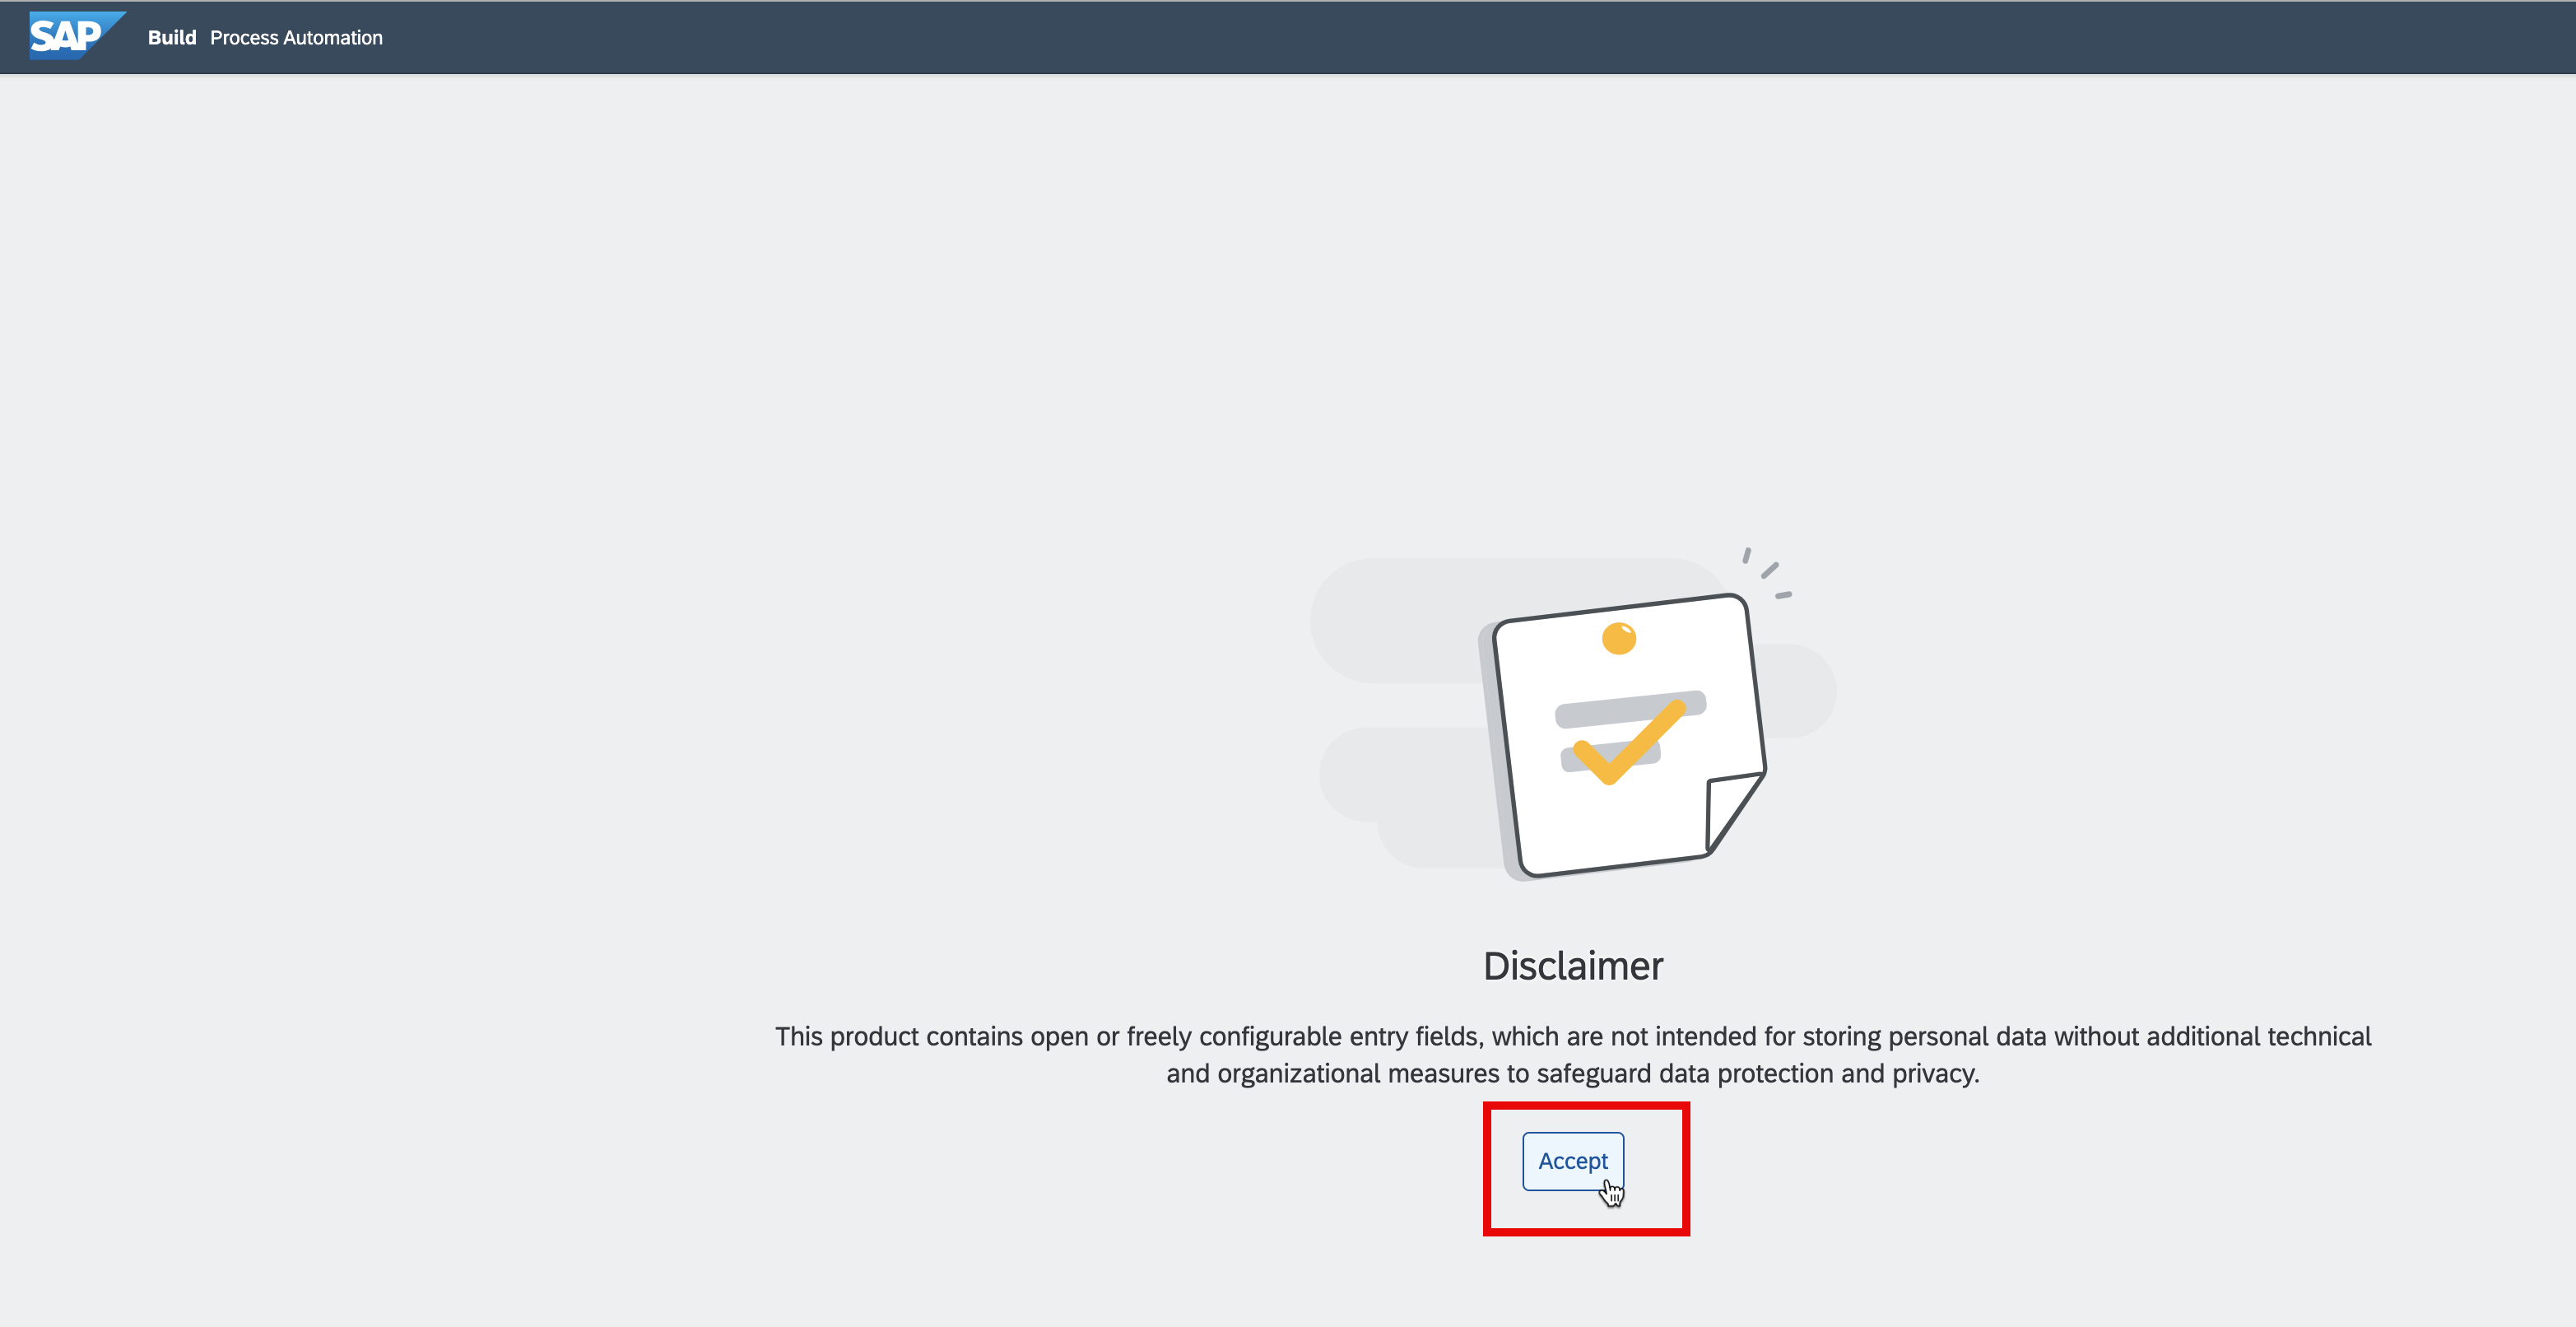 SAP Build Process Automation
Disclaimer
This product contains open or freely configurable entry fields, which are not intended for storing personal data without additional technical
and organizational measures to safeguard data protection and privacy.
Accept